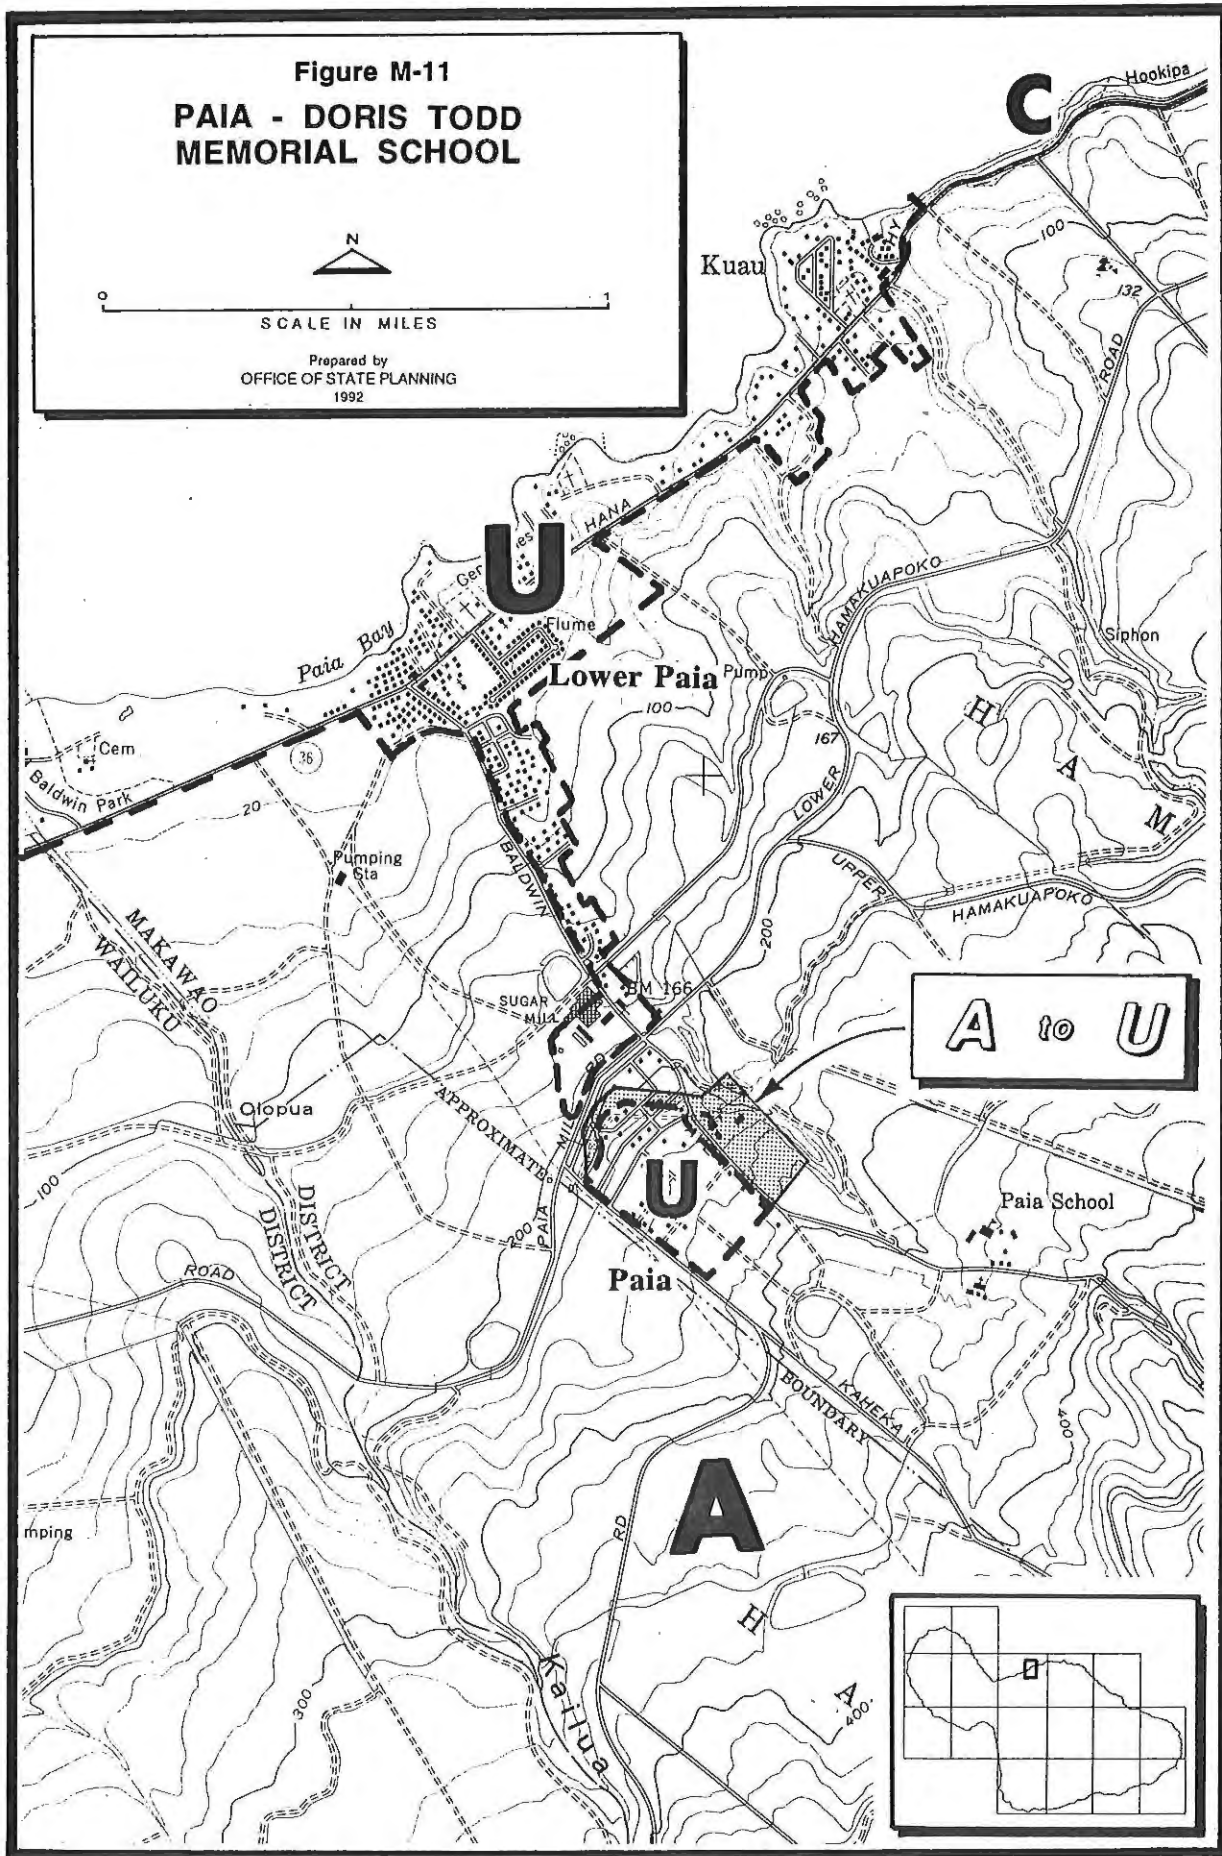 Figure M-11
PAIA - DORIS TODD
MEMORIAL SCHOOL
N
0 1
SCALE IN MILES
Prepared by
OFFICE OF STATE PLANNING
1992
C
Hookipa
HY
Kuau
100
132
ROAD
HANA
U
Paia Bay
Flume
HAMAKUAPOKO
Siphon
Lower Paia
Pump
100
H
A
M
167
LOWER
Cem
36
Baldwin Park
20
Pumping
Sta
BALDWIN
UPPER
HAMAKUAPOKO
200
MAKAWAO
WAILUKU
SUGAR
MILL
BM 166
A to U
RD
Olopua
APPROXIMATE
MILL
100
DISTRICT
DISTRICT
U
Paia School
200
PAIA
Paia
ROAD
BOUNDARY
KAHEKA
400
A
RD
mping
H
A
400
300
Kailua